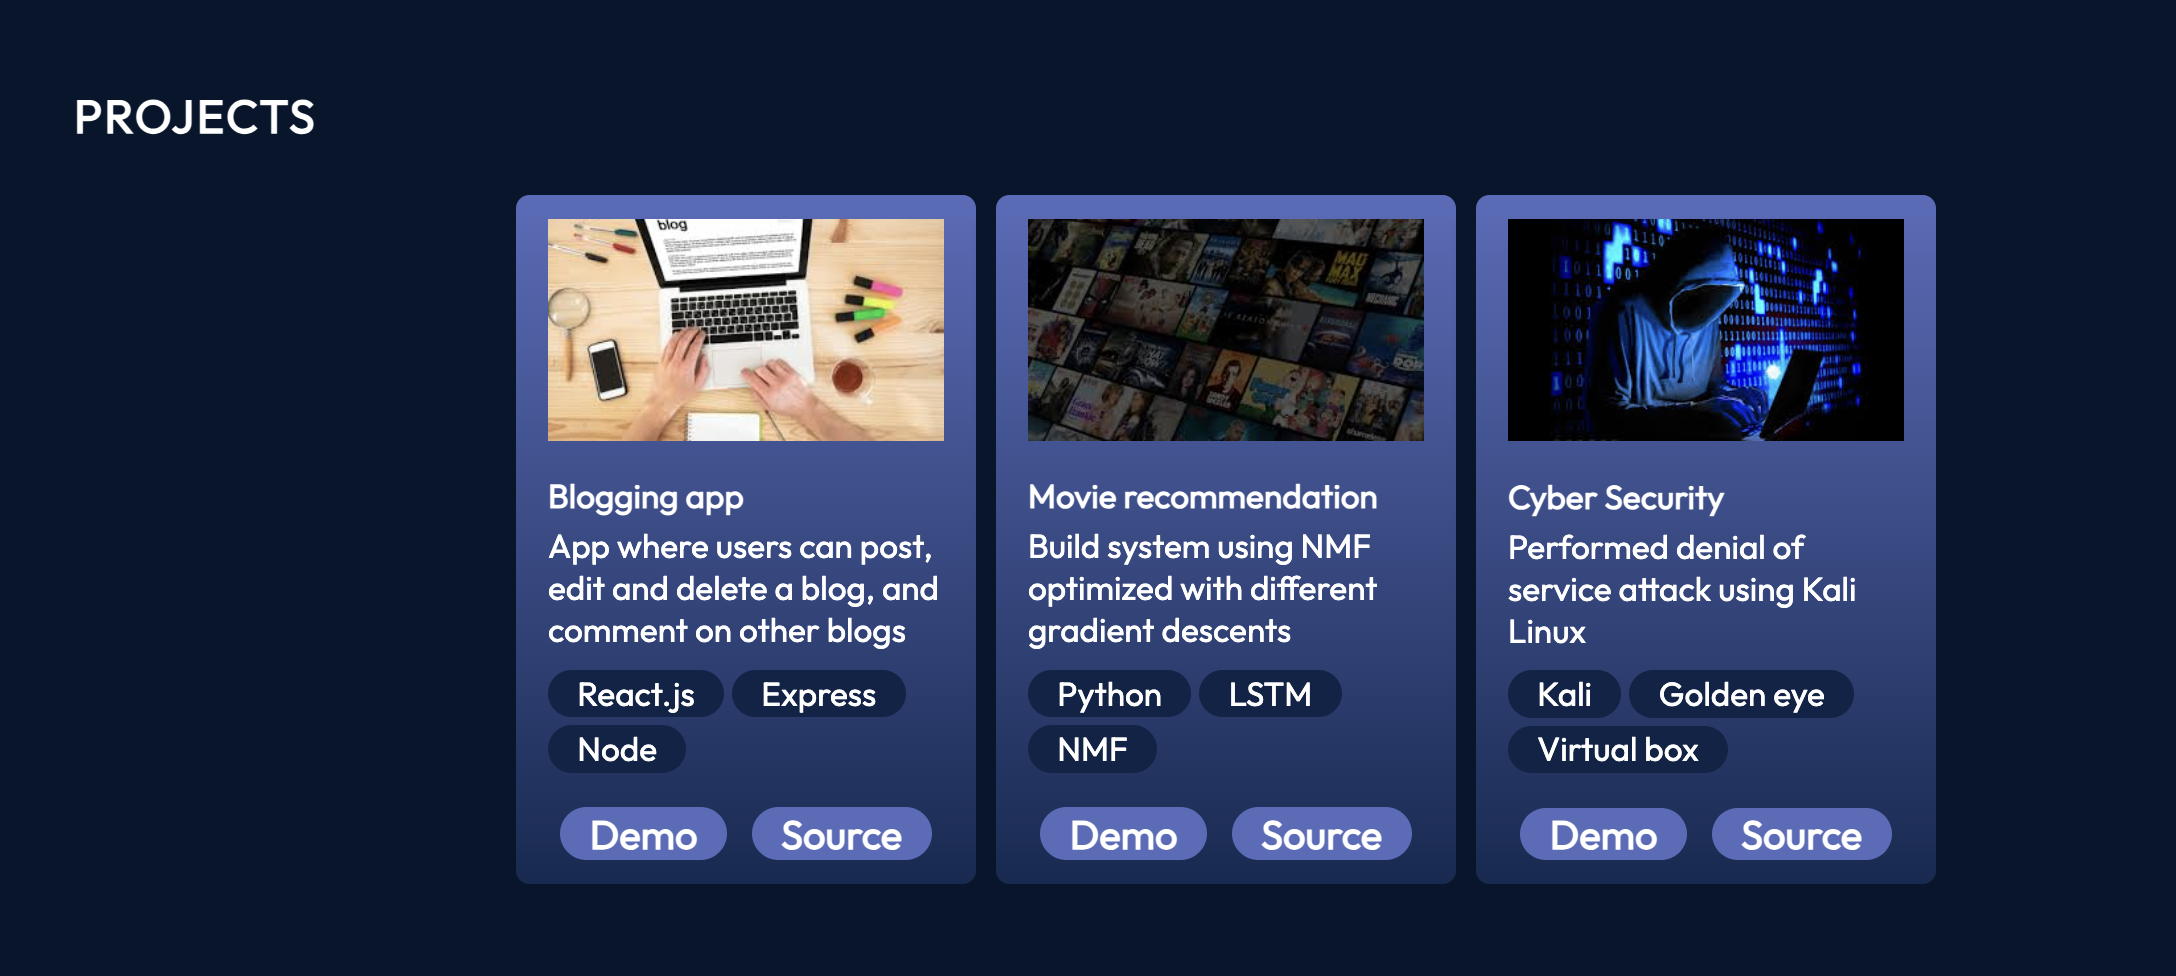 PROJECTS
blog
MAD
MAX
MECHANIC
Blogging app
App where users can post,
edit and delete a blog, and
comment on other blogs
React.js
Express
Node
Demo
Source
Movie recommendation
Build system using NMF
optimized with different
gradient descents
Python
LSTM
NMF
Demo
Source
Cyber Security
Performed denial of
service attack using Kali
Linux
Kali
Golden eye
Virtual box
Demo
Source